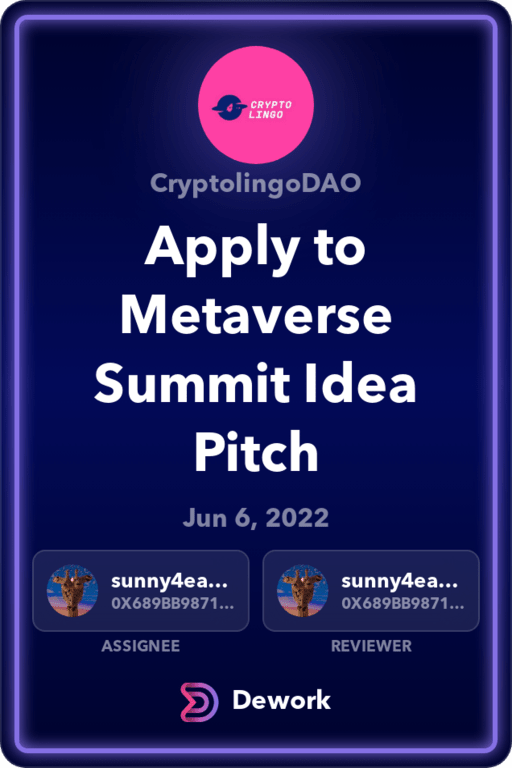 CRYPTO
LINGO
CryptolingoDAO
Apply to
Metaverse
Summit Idea
Pitch
Jun 6, 2022
sunny4ea...
0X689BB9871...
ASSIGNEE
sunny4ea...
0X689BB9871...
REVIEWER
Dework